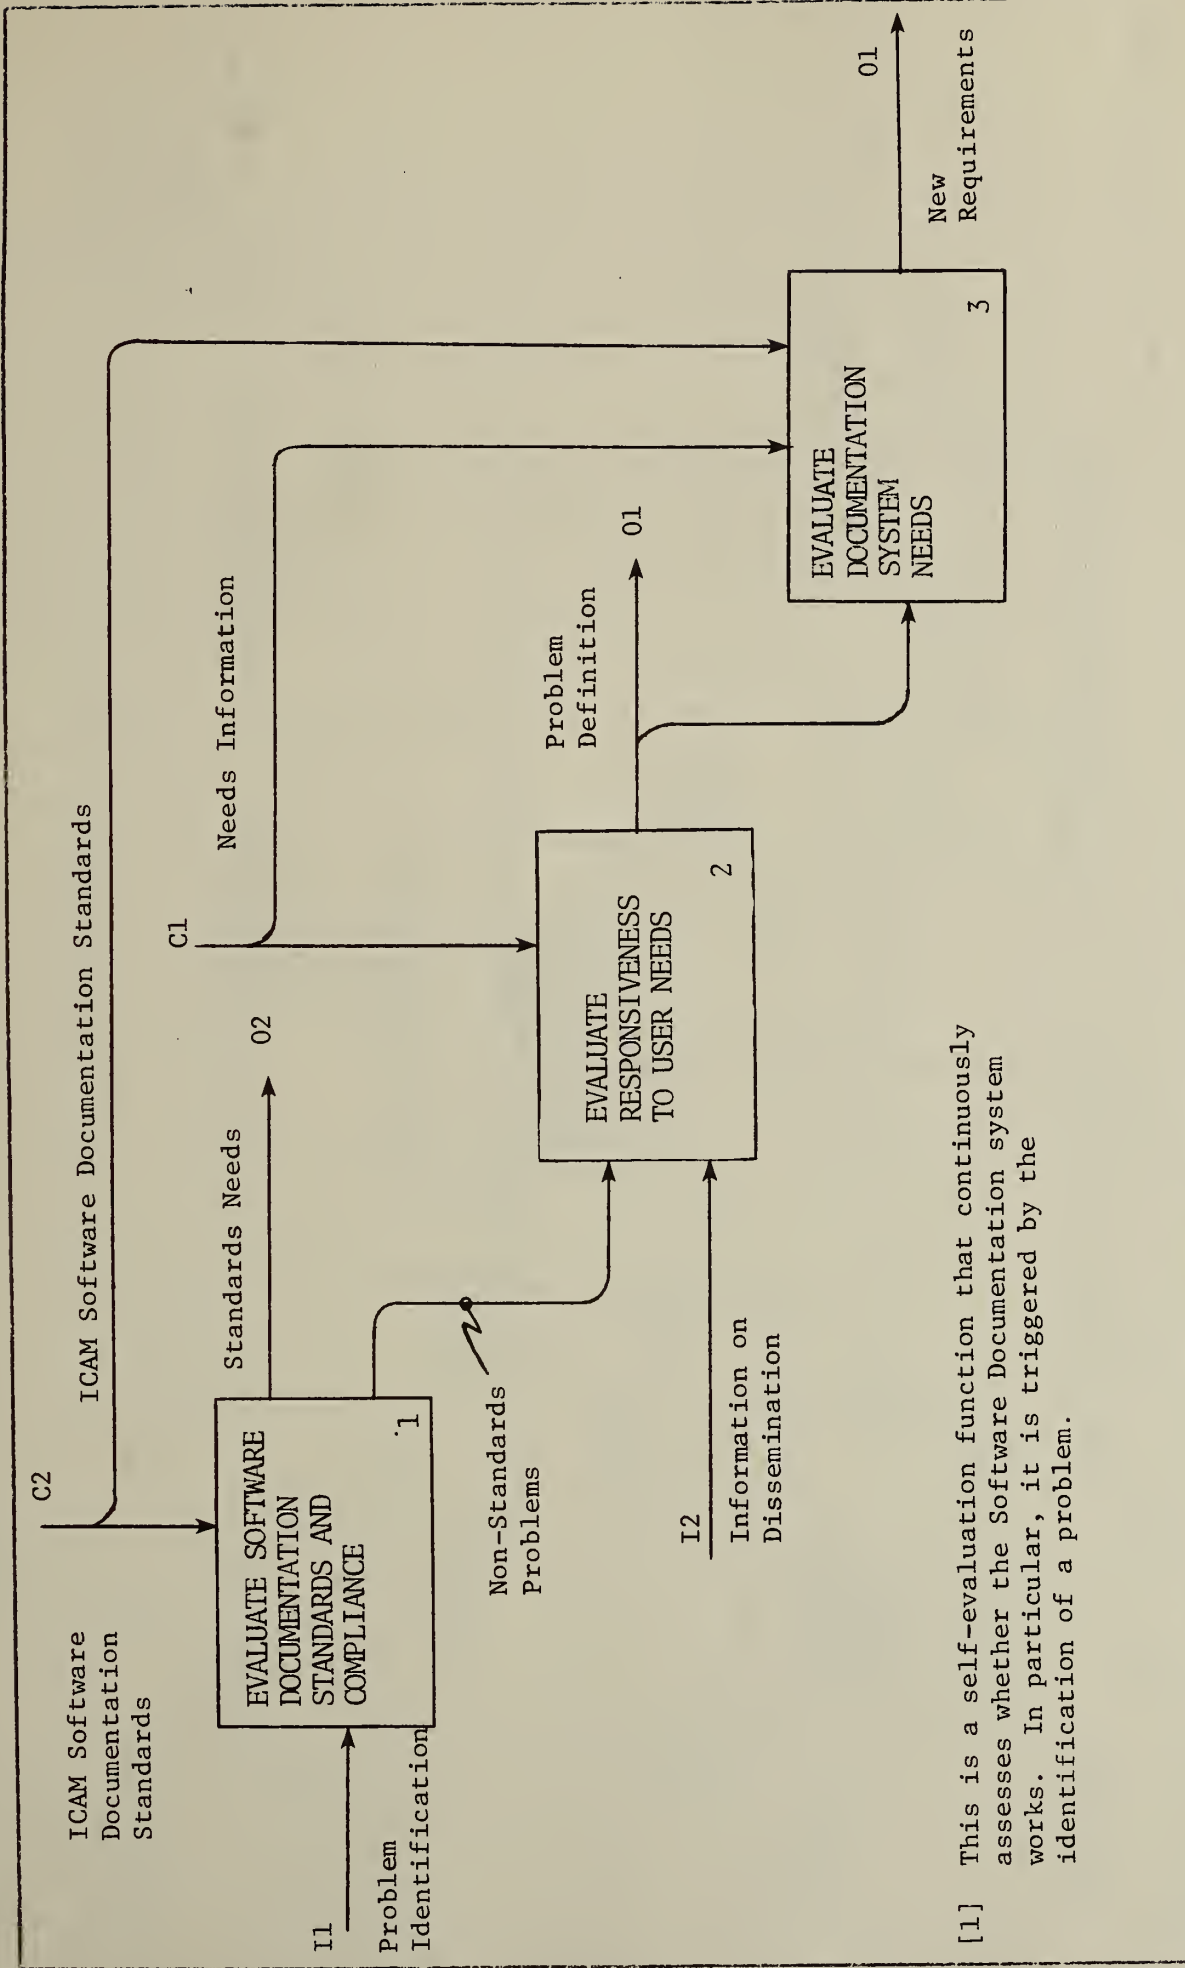 C2
ICAM Software
Documentation
Standards
ICAM Software Documentation Standards
C1
Needs Information
Standards Needs
O2
I1
Problem
Identification
EVALUATE SOFTWARE
DOCUMENTATION
STANDARDS AND
COMPLIANCE
1
Non-Standards
Problems
I2
Information on
Dissemination
EVALUATE
RESPONSIVENESS
TO USER NEEDS
2
Problem
Definition
O1
EVALUATE
DOCUMENTATION
SYSTEM
NEEDS
3
O1
New
Requirements
[1] This is a self-evaluation function that continuously
assesses whether the Software Documentation system
works. In particular, it is triggered by the
identification of a problem.